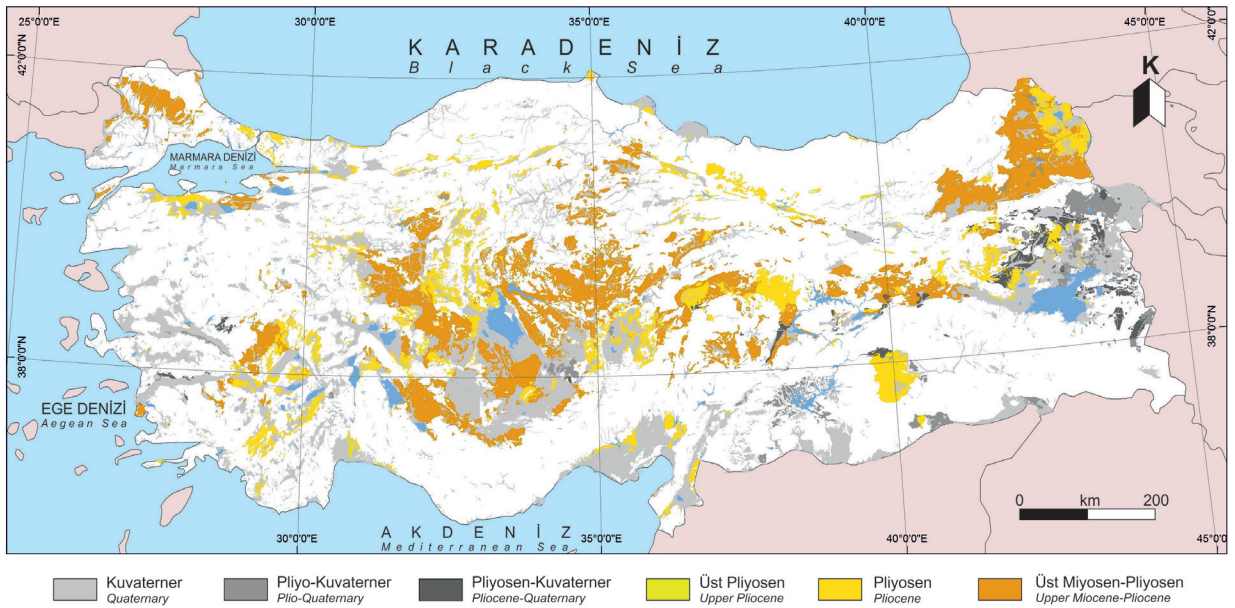 25°0'0"E
30°0'0"E
35°0'0"E
40°0'0"E
45°0'0"E
42°0'0"N
42°0'0"N
KARADENİZ
Black Sea
K
MARMARA DENİZİ
Marmara Sea
38°0'0"N
38°0'0"N
EGE DENİZİ
Aegean Sea
AKDENİZ
Mediterranean Sea
0 km 200
30°0'0"E
35°0'0"E
40°0'0"E
45°0'0"E
Kuvaterner
Quaternary
Pliyo-Kuvaterner
Plio-Quaternary
Pliyosen-Kuvaterner
Pliocene-Quaternary
Üst Pliyosen
Upper Pliocene
Pliyosen
Pliocene
Üst Miyosen-Pliyosen
Upper Miocene-Pliocene